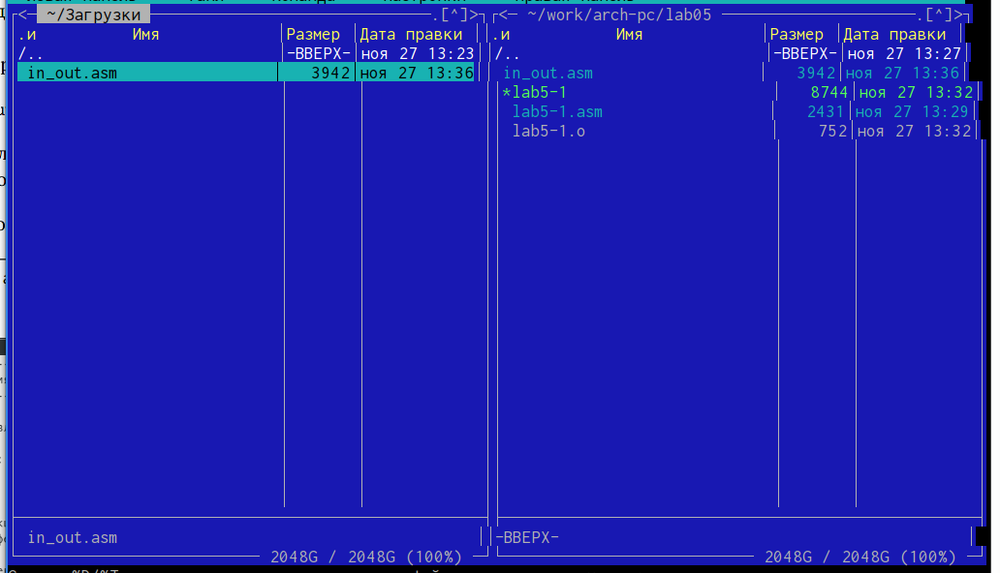 <− ~/Загрузки .[^]>
.и Имя Размер Дата правки
/.. -ВВЕРХ- ноя 27 13:23
in_out.asm 3942 ноя 27 13:36
in_out.asm
2048G / 2048G (100%)
<− ~/work/arch-pc/lab05 .[^]>
.и Имя Размер Дата правки
/.. -ВВЕРХ- ноя 27 13:27
in_out.asm 3942 ноя 27 13:36
*lab5-1 8744 ноя 27 13:32
lab5-1.asm 2431 ноя 27 13:29
lab5-1.o 752 ноя 27 13:32
-ВВЕРХ-
2048G / 2048G (100%)